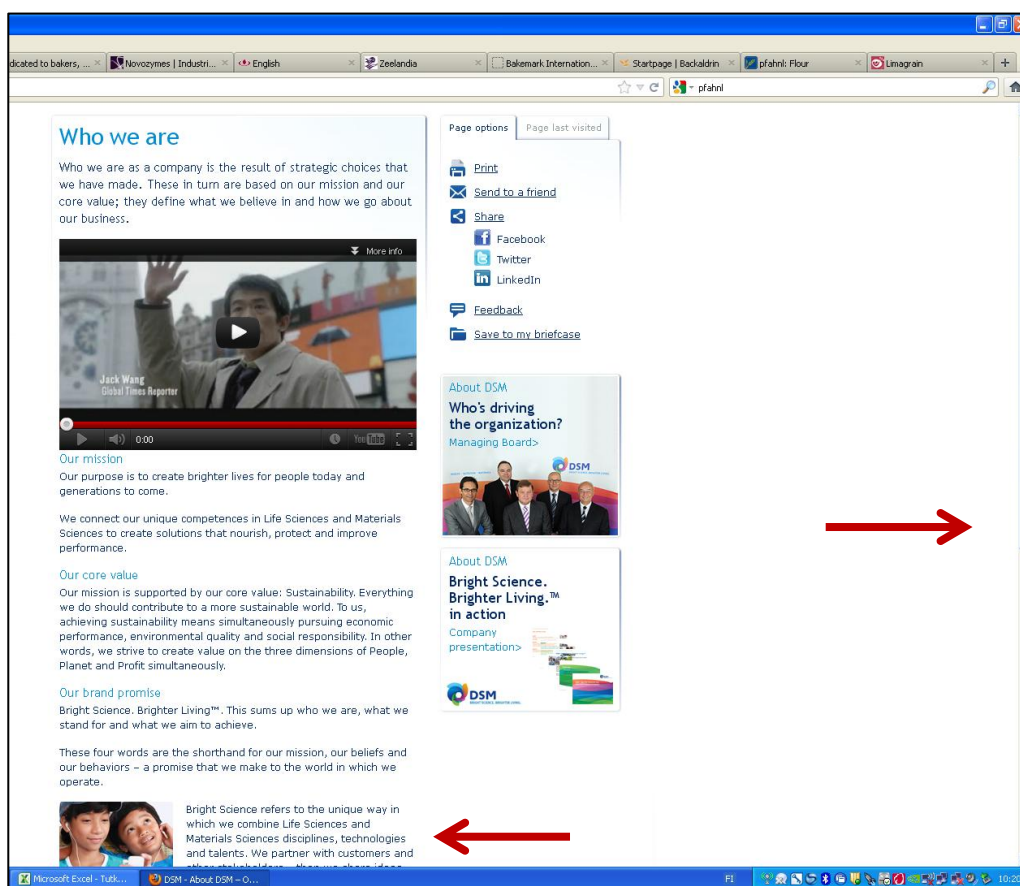 dicated to bakers, ...
Novozymes | Industri...
English
Zeelandia
Bakemark Internation...
Startpage | Backaldrin
pfahnl: Flour
Limagrain
pfahnl
Who we are
Who we are as a company is the result of strategic choices that
we have made. These in turn are based on our mission and our
core value; they define what we believe in and how we go about
our business.
More info
Jack Wang
Global Times Reporter
0:00
YouTube
Our mission
Our purpose is to create brighter lives for people today and
generations to come.
We connect our unique competences in Life Sciences and Materials
Sciences to create solutions that nourish, protect and improve
performance.
Our core value
Our mission is supported by our core value: Sustainability. Everything
we do should contribute to a more sustainable world. To us,
achieving sustainability means simultaneously pursuing economic
performance, environmental quality and social responsibility. In other
words, we strive to create value on the three dimensions of People,
Planet and Profit simultaneously.
Our brand promise
Bright Science. Brighter Living™. This sums up who we are, what we
stand for and what we aim to achieve.
These four words are the shorthand for our mission, our beliefs and
our behaviors – a promise that we make to the world in which we
operate.
Bright Science refers to the unique way in
which we combine Life Sciences and
Materials Sciences disciplines, technologies
and talents. We partner with customers and
Page options
Page last visited
Print
Send to a friend
Share
Facebook
Twitter
LinkedIn
Feedback
Save to my briefcase
About DSM
Who's driving
the organization?
Managing Board>
DSM
About DSM
Bright Science.
Brighter Living.™
in action
Company
presentation>
DSM
BRIGHT SCIENCE. BRIGHTER LIVING.
Microsoft Excel - Tutk...
DSM - About DSM – O...
FI
10:20